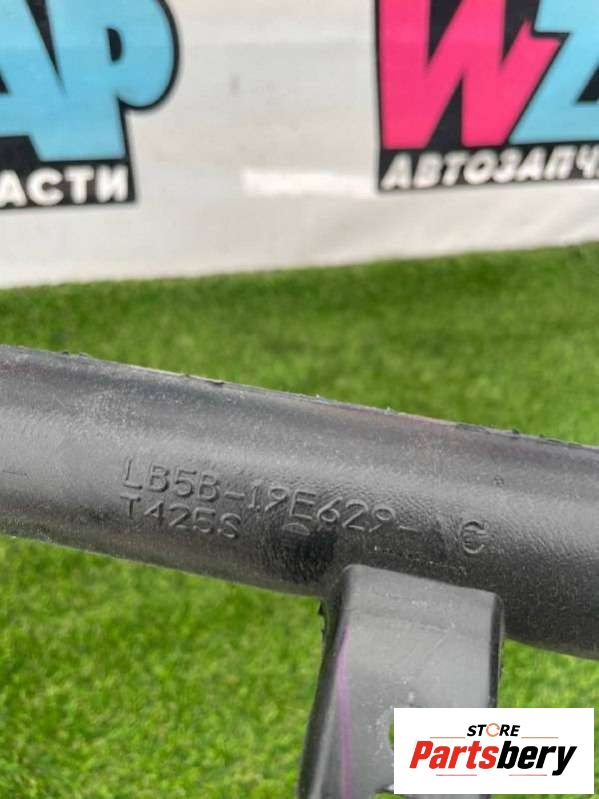 АР
АСТИ
WZ
АВТОЗАПЧ
LB5B-19E629-
T425S
STORE
Partsbery